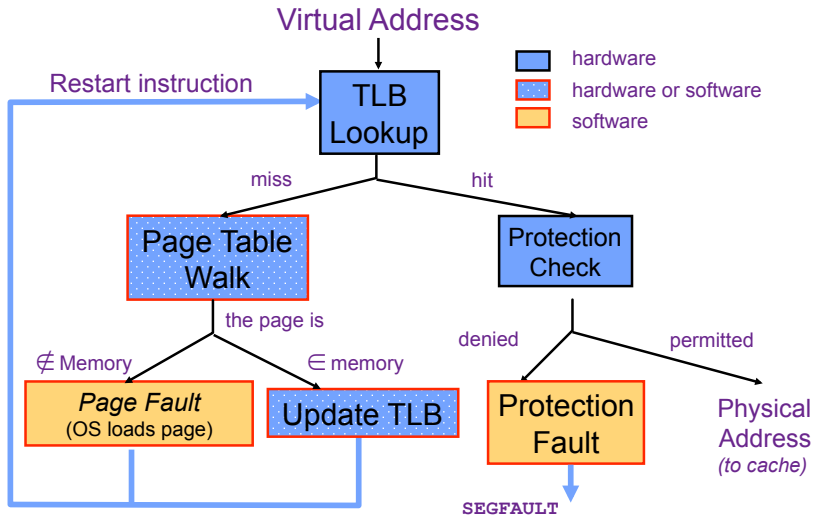 Virtual Address
hardware
hardware or software
software
Restart instruction
TLB
Lookup
miss
hit
Page Table
Walk
Protection
Check
the page is
∉ Memory
∈ memory
denied
permitted
Page Fault
(OS loads page)
Update TLB
Protection
Fault
Physical
Address
(to cache)
SEGFAULT